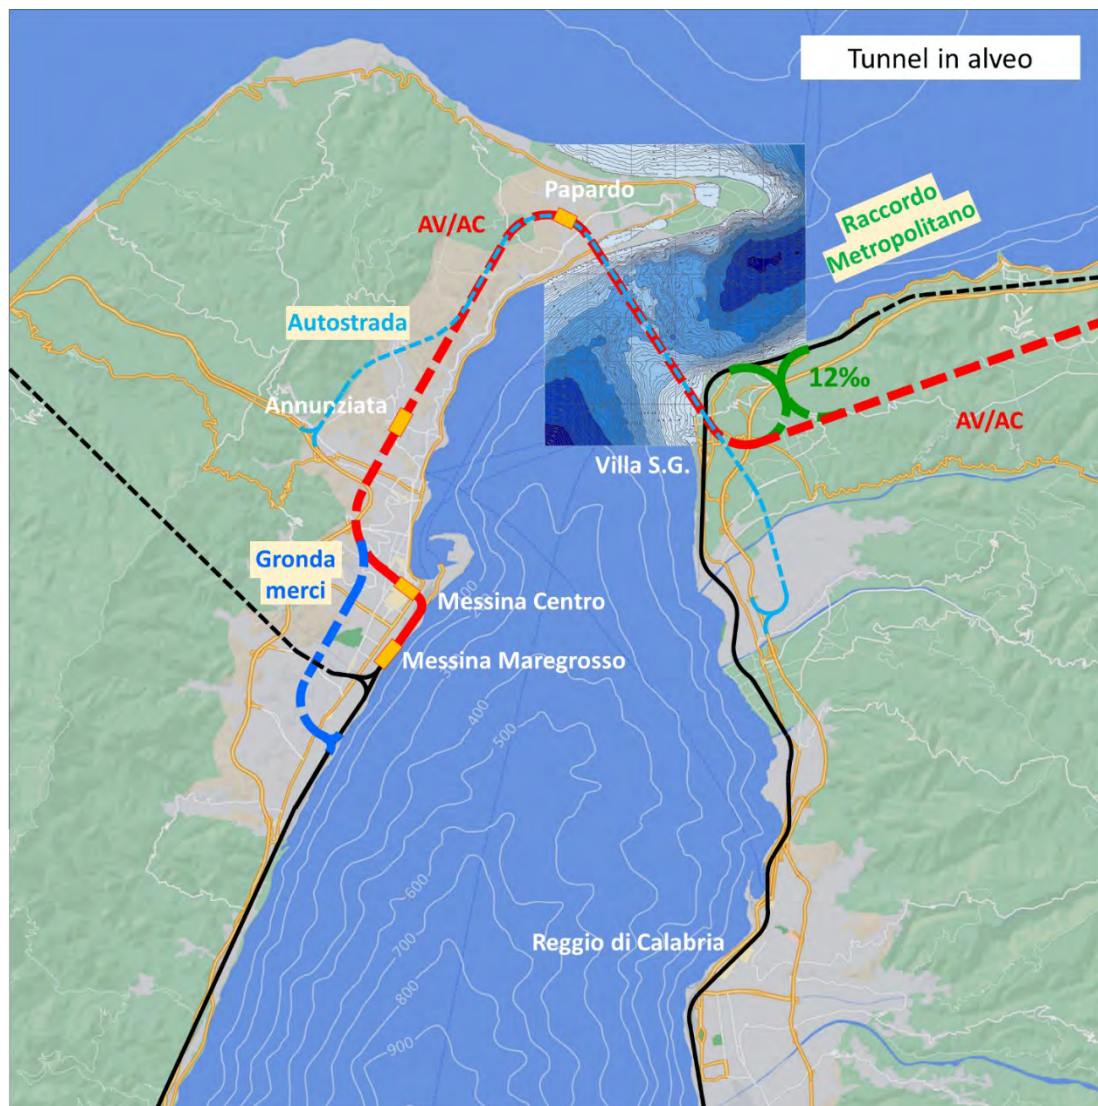 Tunnel in alveo
Papardo
AV/AC
Raccordo
Metropolitano
Autostrada
12‰
Annunziata
AV/AC
Villa S.G.
Gronda
merci
Messina Centro
Messina Maregrosso
400
500
Reggio di Calabria
600
700
800
900